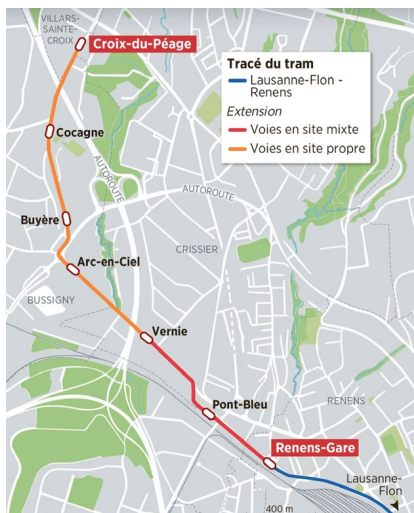 VILLARS-
SAINTE-
CROIX
Croix-du-Péage
Tracé du tram
Lausanne-Flon -
Renens
Extension
Voies en site mixte
Voies en site propre
Cocagne
AUTOROUTE
AUTOROUTE
Buyère
CRISSIER
Arc-en-Ciel
BUSSIGNY
Vernie
Pont-Bleu
RENENS
Renens-Gare
Lausanne-
Flon
400 m